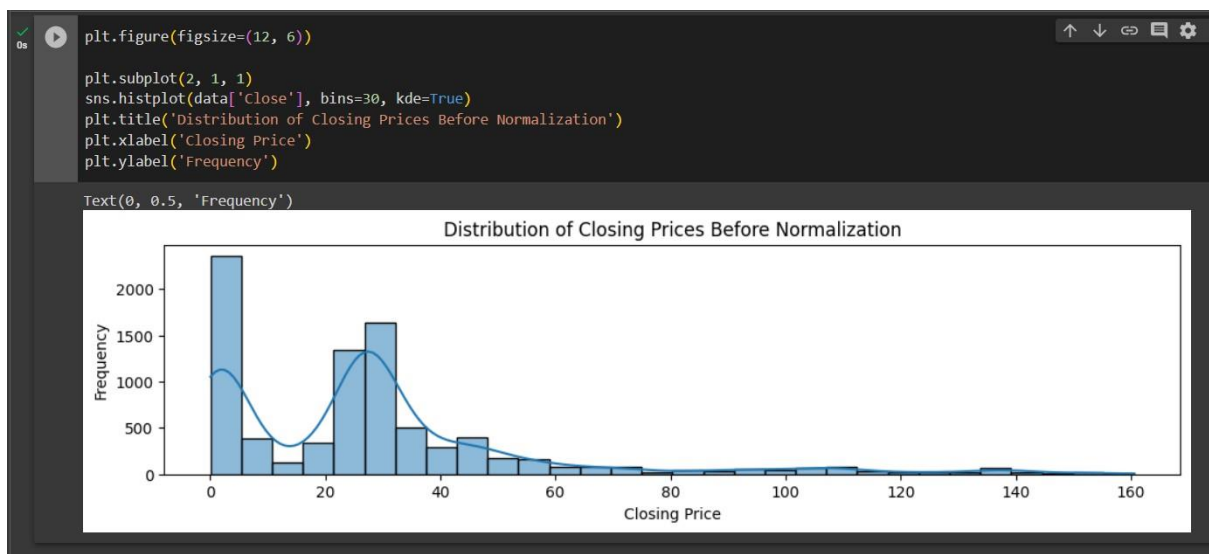 0s
plt.figure(figsize=(12, 6))
plt.subplot(2, 1, 1)
sns.histplot(data['Close'], bins=30, kde=True)
plt.title('Distribution of Closing Prices Before Normalization')
plt.xlabel('Closing Price')
plt.ylabel('Frequency')
Text(0, 0.5, 'Frequency')
Distribution of Closing Prices Before Normalization
Frequency
2000
1500
1000
500
0
0 20 40 60 80 100 120 140 160
Closing Price